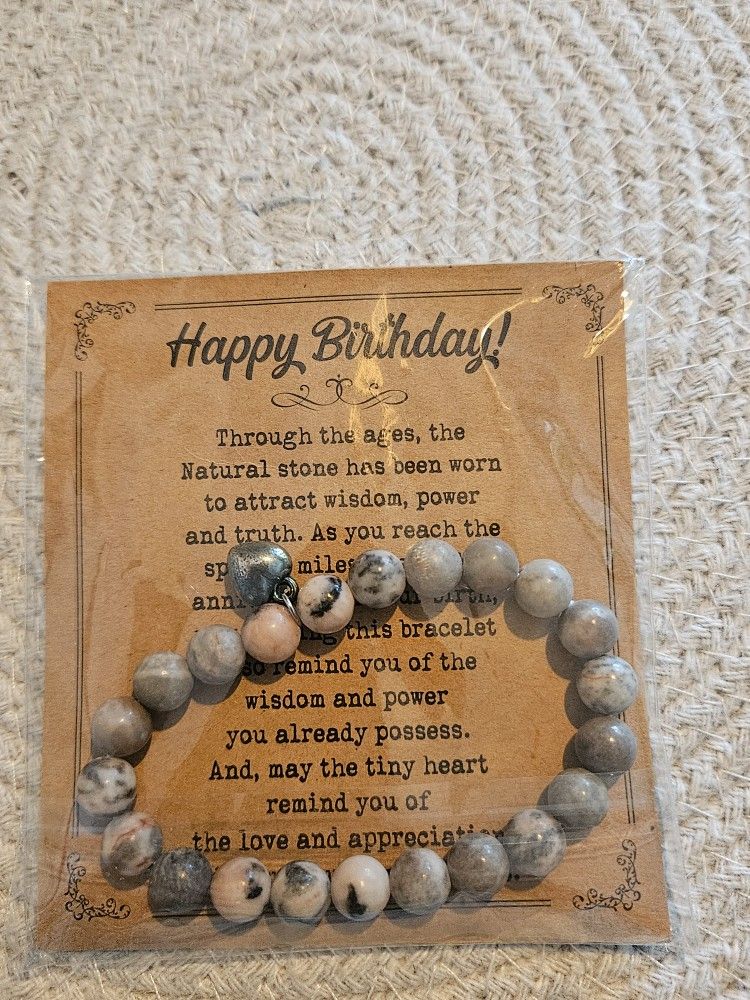 Happy Birthday!
Through the ages, the
Natural stone has been worn
to attract wisdom, power
and truth. As you reach the
this bracelet
remind you of the
wisdom and power
you already possess.
And, may the tiny heart
remind you of
the love and appreciation